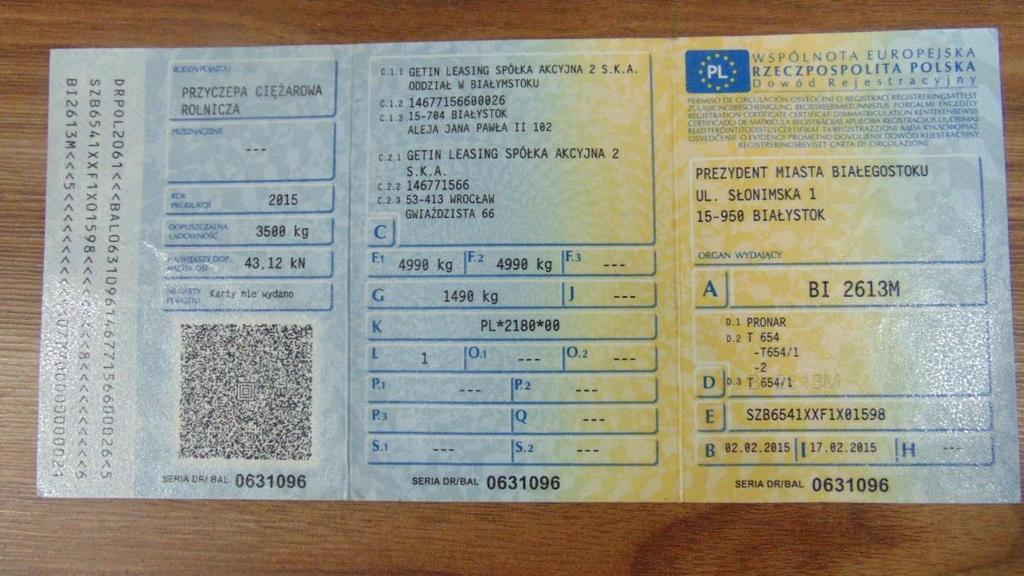 RODZAJ POJAZDU
PRZYCZEPA CIĘŻAROWA
ROLNICZA
PRZEZNACZENIE
---
ROK
PRODUKCJI
2015
DOPUSZCZALNA
ŁADOWNOŚĆ
3500 kg
NAJWIĘKSZY DOP.
NACISK OSI
43,12 kN
NR KARTY
POJAZDU
Karty nie wydano
SERIA DR/BAL 0631096
C.1.1 GETIN LEASING SPÓŁKA AKCYJNA 2 S.K.A.
ODDZIAŁ W BIAŁYMSTOKU
C.1.2 14677156600026
C.1.3 15-704 BIAŁYSTOK
ALEJA JANA PAWŁA II 102
C.2.1 GETIN LEASING SPÓŁKA AKCYJNA 2
S.K.A.
C.2.2 146771566
C.2.3 53-413 WROCŁAW
GWIAŹDZISTA 66
C
F.1 4990 kg F.2 4990 kg F.3 ---
G 1490 kg J ---
K PL*2180*00
L 1 O.1 --- O.2 ---
P.1 --- P.2 ---
P.3 --- Q ---
S.1 --- S.2 ---
SERIA DR/BAL 0631096
PL
WSPÓLNOTA EUROPEJSKA
RZECZPOSPOLITA POLSKA
Dowód Rejestracyjny
PREZYDENT MIASTA BIAŁEGOSTOKU
UL. SŁONIMSKA 1
15-950 BIAŁYSTOK
ORGAN WYDAJĄCY
A BI 2613M
D.1 PRONAR
D.2 T 654
-T654/1
-2
D D.3 T 654/1
E SZB6541XXF1X01598
B 02.02.2015 I 17.02.2015 H ---
SERIA DR/BAL 0631096
DRPOL2061<<<BAL06310961467715660002 6<5